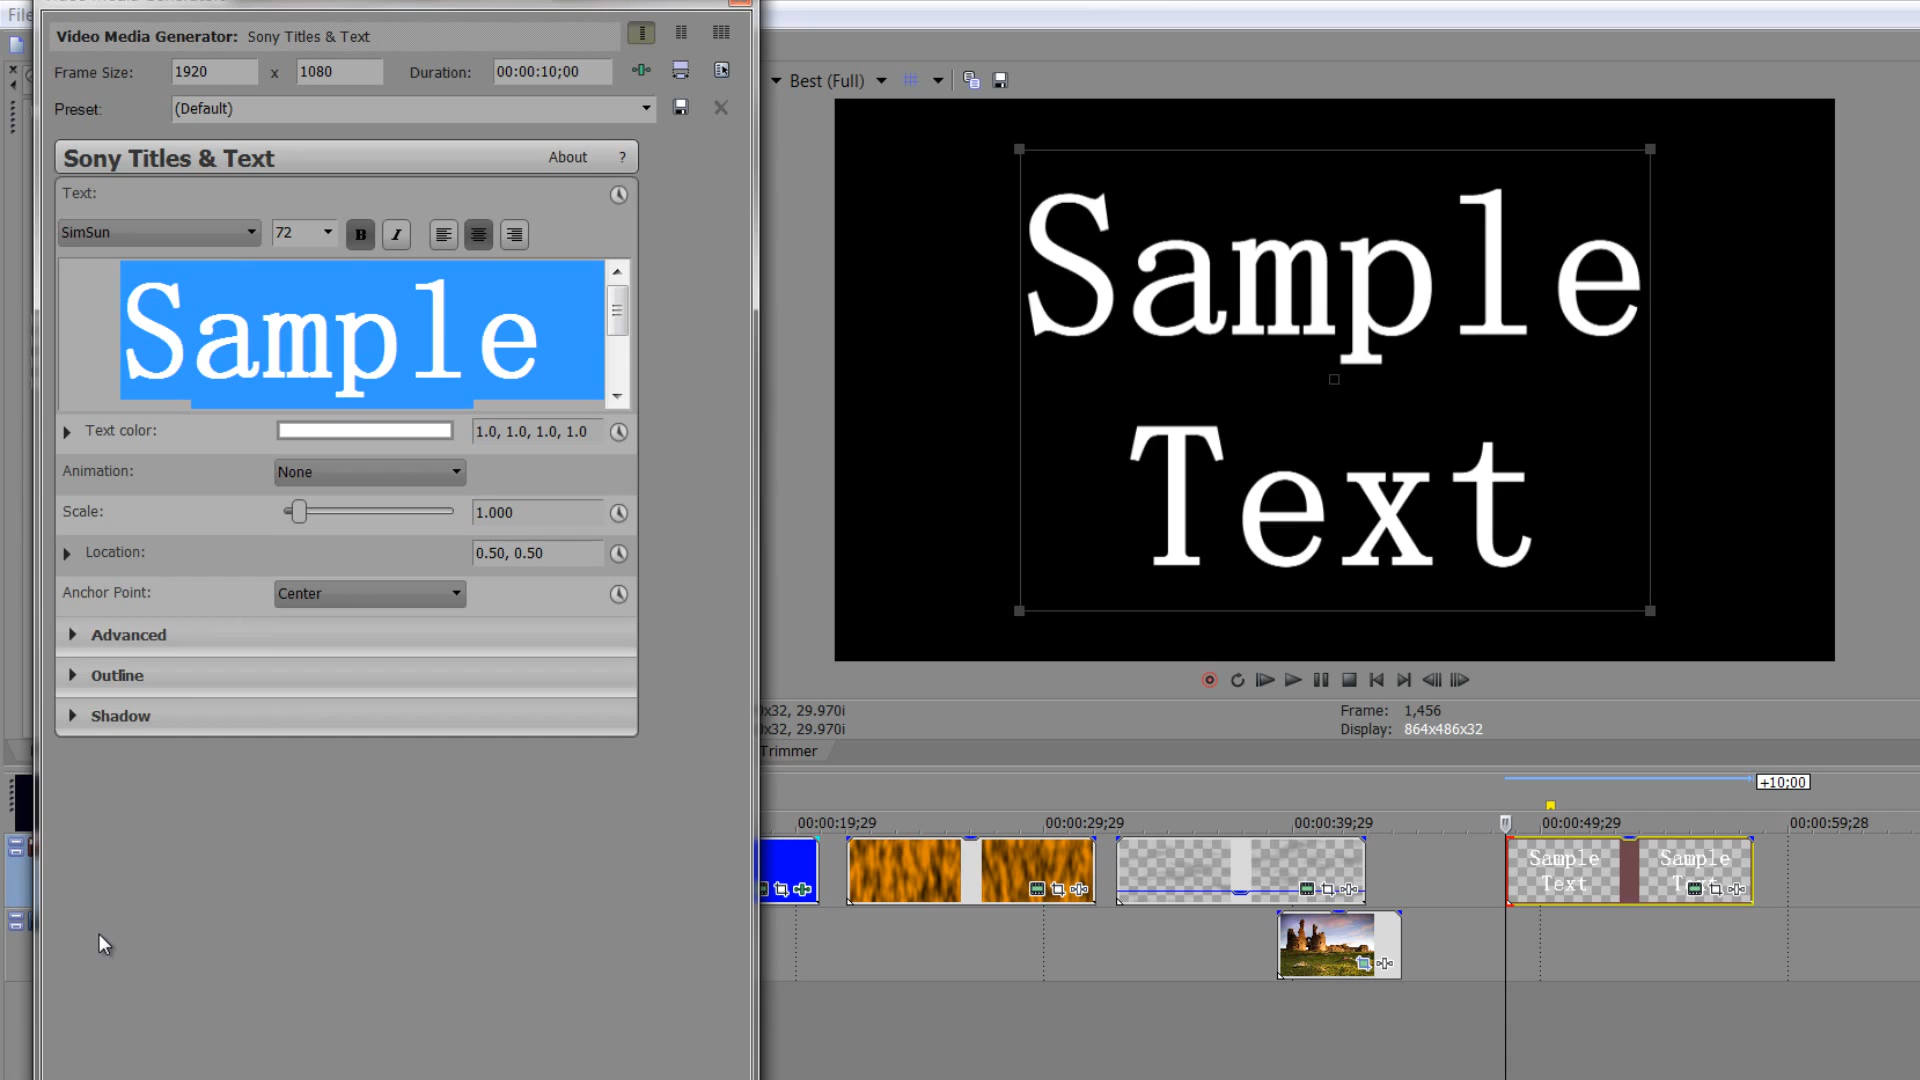 File
Video Media Generator: Sony Titles & Text
Frame Size: 1920 x 1080 Duration: 00:00:10;00
Preset: (Default)
Sony Titles & Text About ?
Text:
SimSun 72 B I
Sample
Text color: 1.0, 1.0, 1.0, 1.0
Animation: None
Scale: 1.000
Location: 0.50, 0.50
Anchor Point: Center
Advanced
Outline
Shadow
Best (Full)
Sample
Text
x32, 29.970i
x32, 29.970i
Frame: 1,456
Display: 864x486x32
Trimmer
+10;00
00:00:19;29 00:00:29;29 00:00:39;29 00:00:49;29 00:00:59;28
Sample Sample
Text